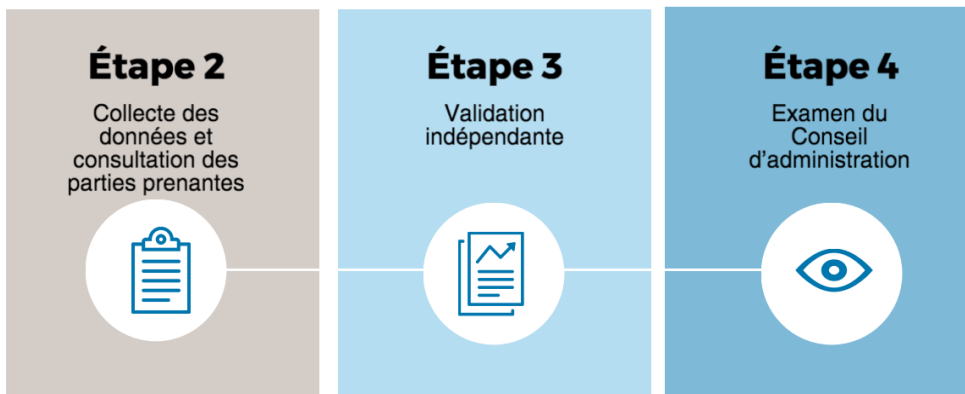 Étape 2
Collecte des
données et
consultation des
parties prenantes
Étape 3
Validation
indépendante
Étape 4
Examen du
Conseil
d’administration